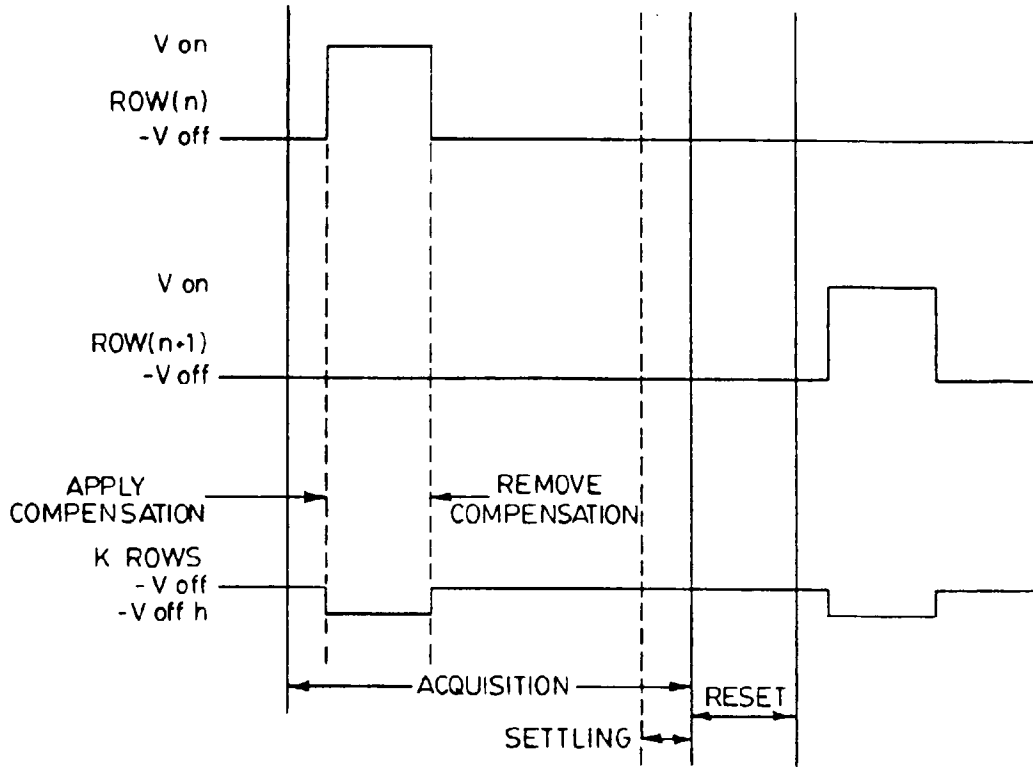 V on
ROW(n)
-V off
V on
ROW(n+1)
-V off
APPLY
COMPENSATION
REMOVE
COMPENSATION
K ROWS
-V off
-V off h
ACQUISITION
RESET
SETTLING